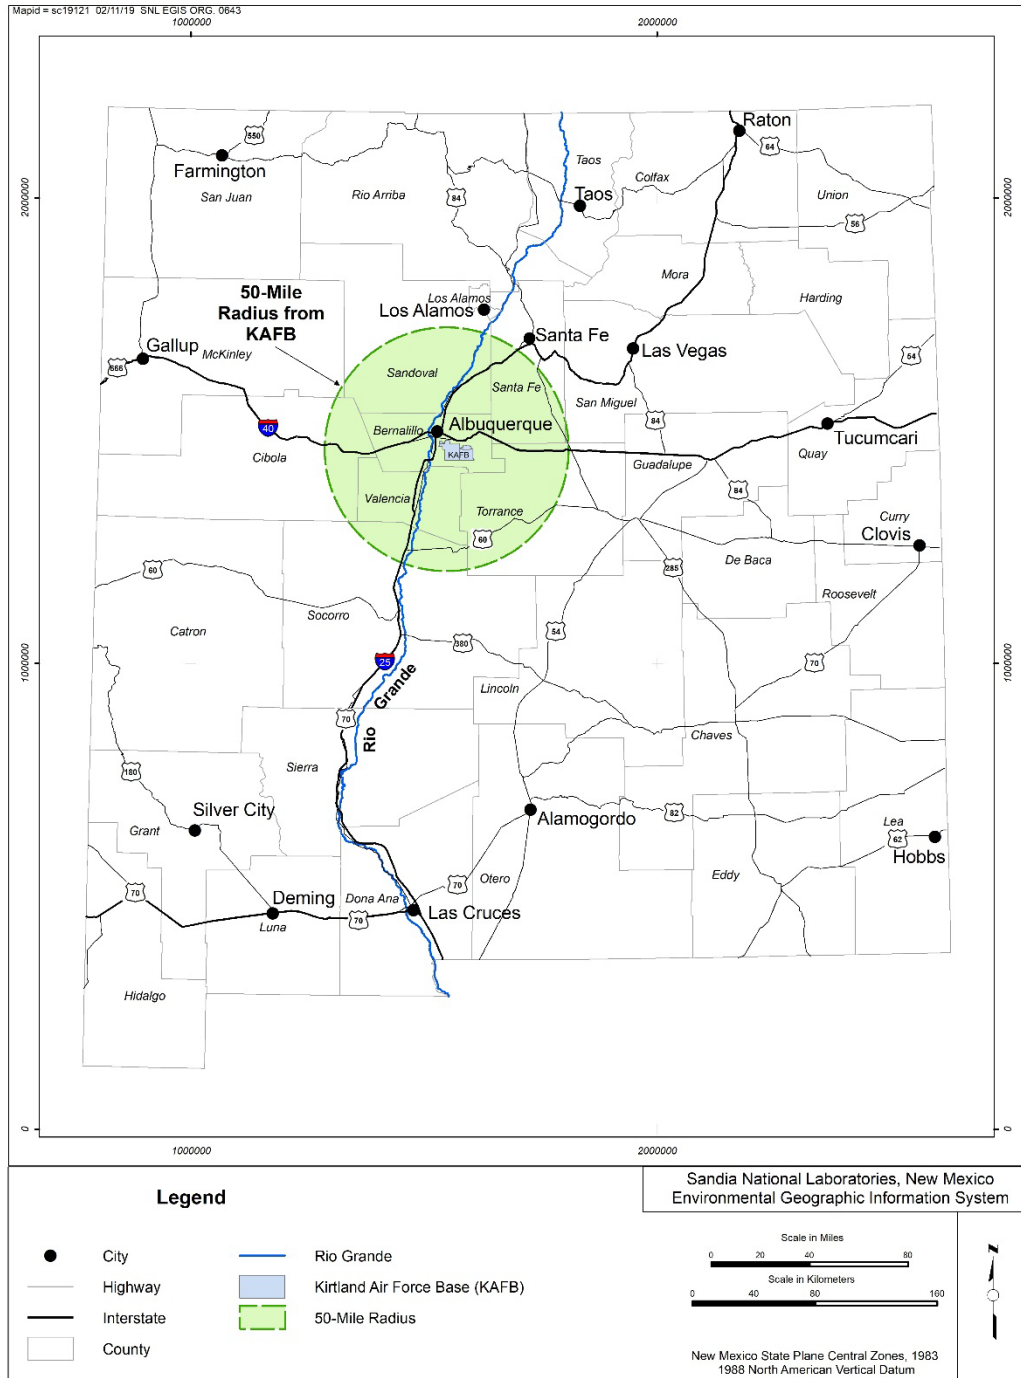 Mapid = sc19121 02/11/19 SNL EGIS ORG. 0643
1000000
2000000
Raton
550
64
Farmington
Taos
Colfax
San Juan
Rio Arriba
Taos
Union
2000000
2000000
84
56
Mora
50-Mile
Radius from
KAFB
Los Alamos
Los Alamos
Harding
Santa Fe
Gallup
McKinley
Las Vegas
54
666
Sandoval
Santa Fe
San Miguel
40
Bernalillo
Albuquerque
84
Tucumcari
Cibola
KAFB
Guadalupe
Quay
Valencia
84
Torrance
Curry
60
Clovis
60
De Baca
285
Roosevelt
Socorro
Catron
54
380
70
1000000
1000000
25
Rio Grande
Lincoln
70
Chaves
Sierra
180
Silver City
Alamogordo
82
Grant
Lea
62
Hobbs
70
Otero
Eddy
70
Deming
Dona Ana
Las Cruces
70
Luna
Hidalgo
0
0
1000000
2000000
Legend
City
Highway
Interstate
County
Rio Grande
Kirtland Air Force Base (KAFB)
50-Mile Radius
Sandia National Laboratories, New Mexico
Environmental Geographic Information System
Scale in Miles
0 20 40 80
Scale in Kilometers
0 40 80 160
N
New Mexico State Plane Central Zones, 1983
1988 North American Vertical Datum